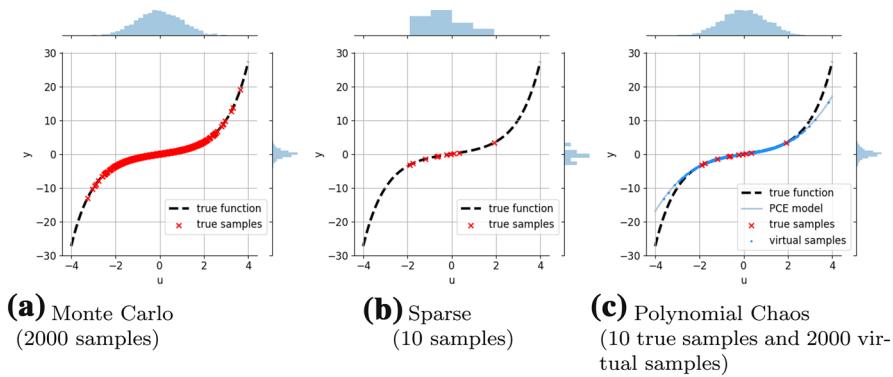 30
20
10
0
−10
−20
−30
y
−4
−2
0
2
4
u
true function
true samples
(a) Monte Carlo
(2000 samples)
30
20
10
0
−10
−20
−30
y
−4
−2
0
2
4
u
true function
true samples
(b) Sparse
(10 samples)
30
20
10
0
−10
−20
−30
y
−4
−2
0
2
4
u
true function
PCE model
true samples
virtual samples
(c) Polynomial Chaos
(10 true samples and 2000 vir-
tual samples)